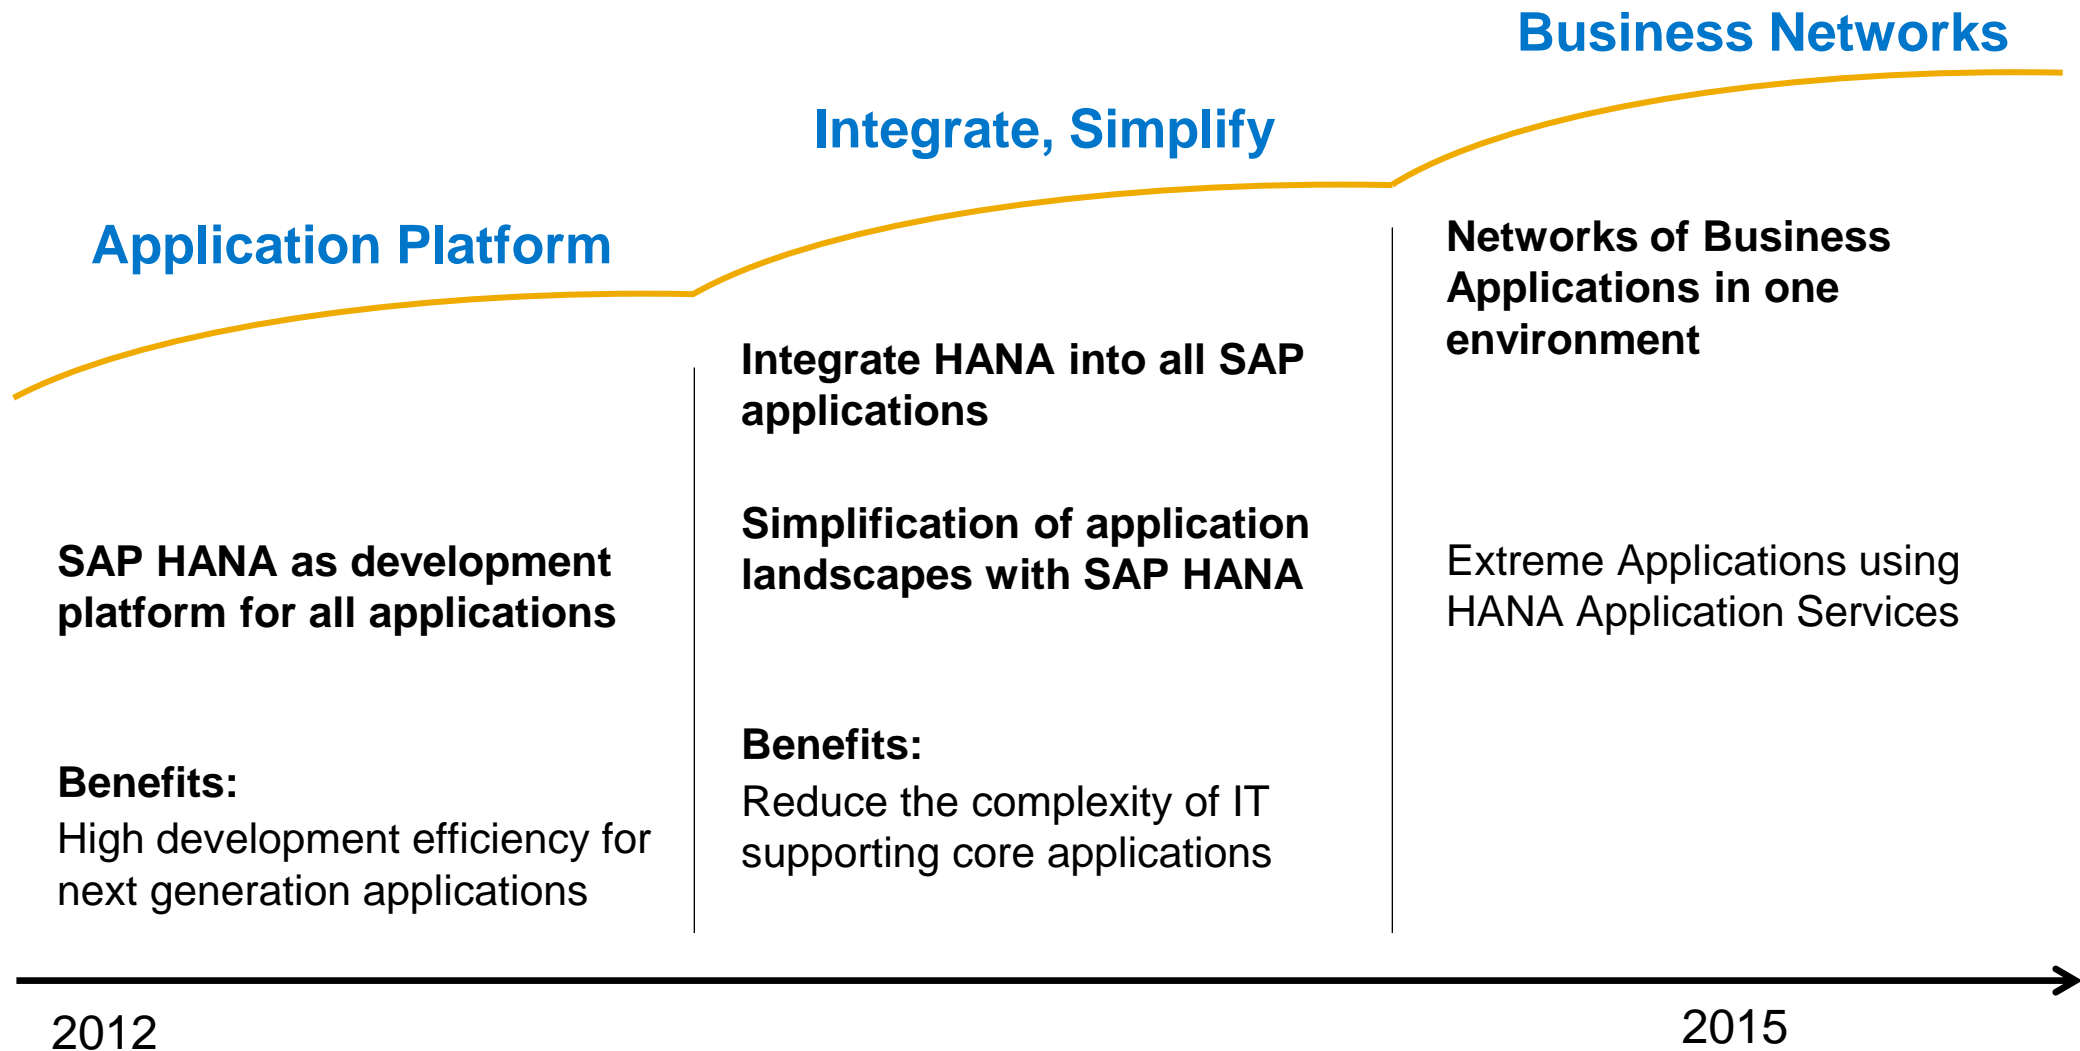 Application Platform
SAP HANA as development
platform for all applications
Benefits:
High development efficiency for
next generation applications
Integrate, Simplify
Integrate HANA into all SAP
applications
Simplification of application
landscapes with SAP HANA
Benefits:
Reduce the complexity of IT
supporting core applications
Business Networks
Networks of Business
Applications in one
environment
Extreme Applications using
HANA Application Services
2012
2015